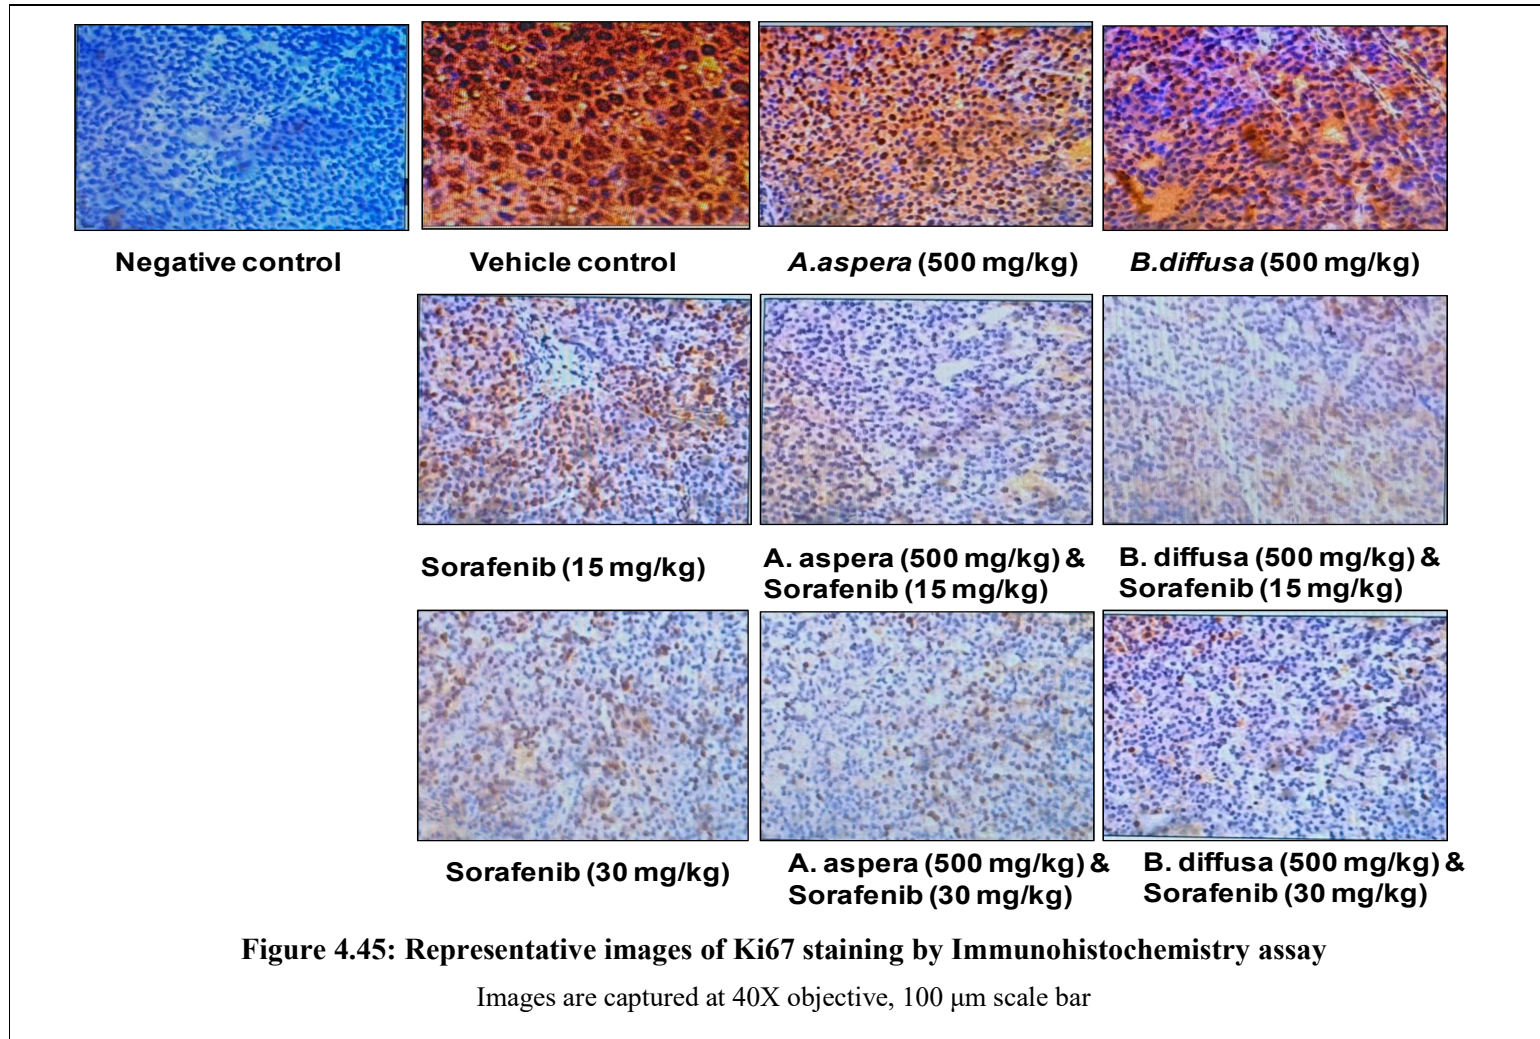 Negative control
Vehicle control
A.aspera (500 mg/kg)
B.diffusa (500 mg/kg)
Sorafenib (15 mg/kg)
A. aspera (500 mg/kg) &
Sorafenib (15 mg/kg)
B. diffusa (500 mg/kg) &
Sorafenib (15 mg/kg)
Sorafenib (30 mg/kg)
A. aspera (500 mg/kg) &
Sorafenib (30 mg/kg)
B. diffusa (500 mg/kg) &
Sorafenib (30 mg/kg)
Figure 4.45: Representative images of Ki67 staining by Immunohistochemistry assay
Images are captured at 40X objective, 100 μm scale bar